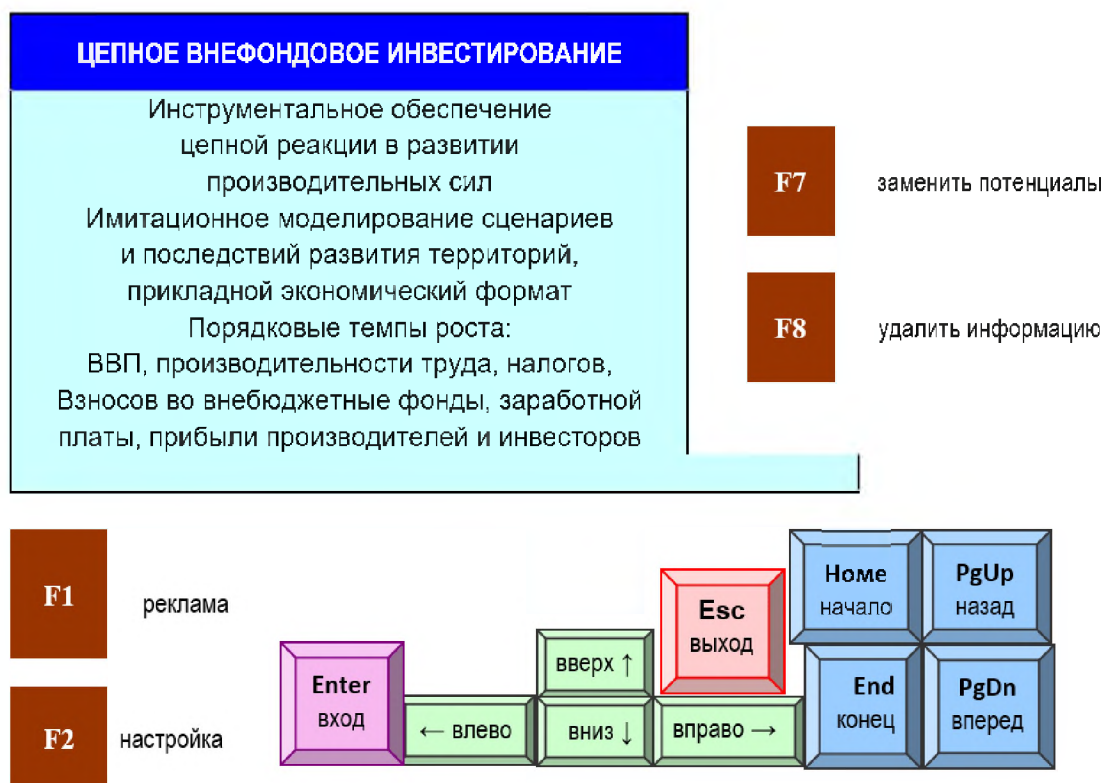 ЦЕПНОЕ ВНЕФОНДОВОЕ ИНВЕСТИРОВАНИЕ
Инструментальное обеспечение
цепной реакции в развитии
производительных сил
Имитационное моделирование сценариев
и последствий развития территорий,
прикладной экономический формат
Порядковые темпы роста:
ВВП, производительности труда, налогов,
Взносов во внебюджетные фонды, заработной
платы, прибыли производителей и инвесторов
F7
заменить потенциалы
F8
удалить информацию
F1
реклама
F2
настройка
Enter
вход
← влево
вверх ↑
вниз ↓
вправо →
Esc
выход
Home
начало
PgUp
назад
End
конец
PgDn
вперед